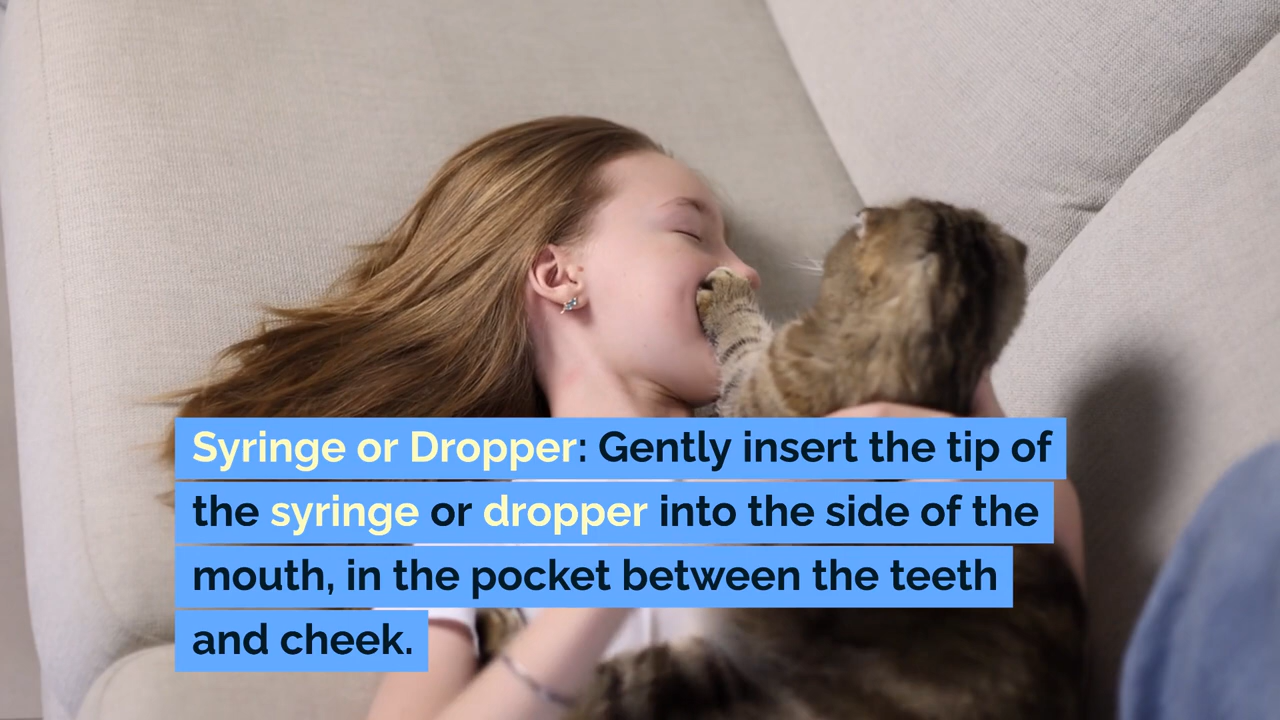 Syringe or Dropper: Gently insert the tip of
the syringe or dropper into the side of the
mouth, in the pocket between the teeth
and cheek.